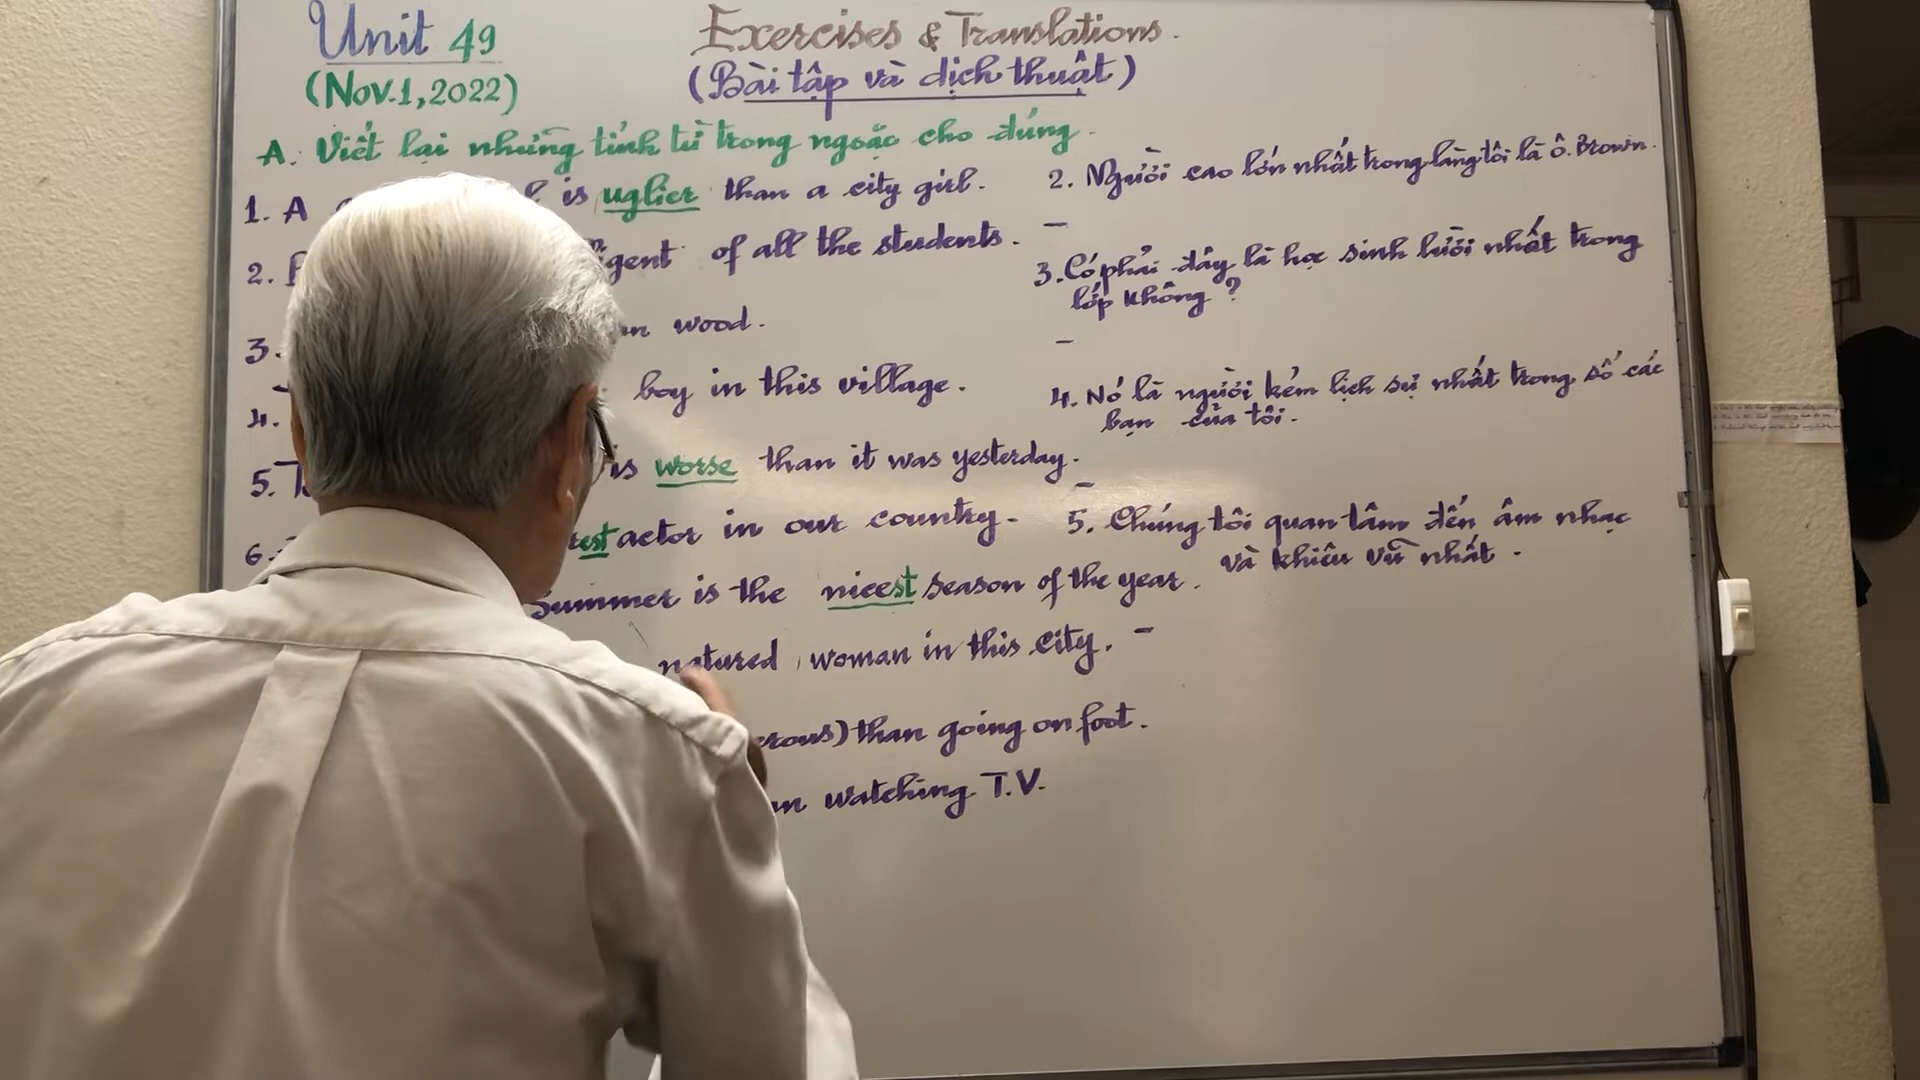 Unit 49
(Nov.1,2022)
Exercises & Translations.
(Bài tập và dịch thuật)
A. Viết lại những tính từ trong ngoặc cho đúng.
1. A is uglier than a city girl.
2. of all the students.
3. wood.
4. boy in this village.
5. is worse than it was yesterday.
6. actor in our country.
Summer is the nicest season of the year.
natured woman in this city.
than going on foot.
watching T.V.
2. Người cao lớn nhất trong làng tôi là ô. Brown.
-
3. Có phải đây là học sinh lười nhất trong
lớp không ?
-
4. Nó là người kém lịch sự nhất trong số các
bạn của tôi.
-
5. Chúng tôi quan tâm đến âm nhạc
và khiêu vũ nhất.
-